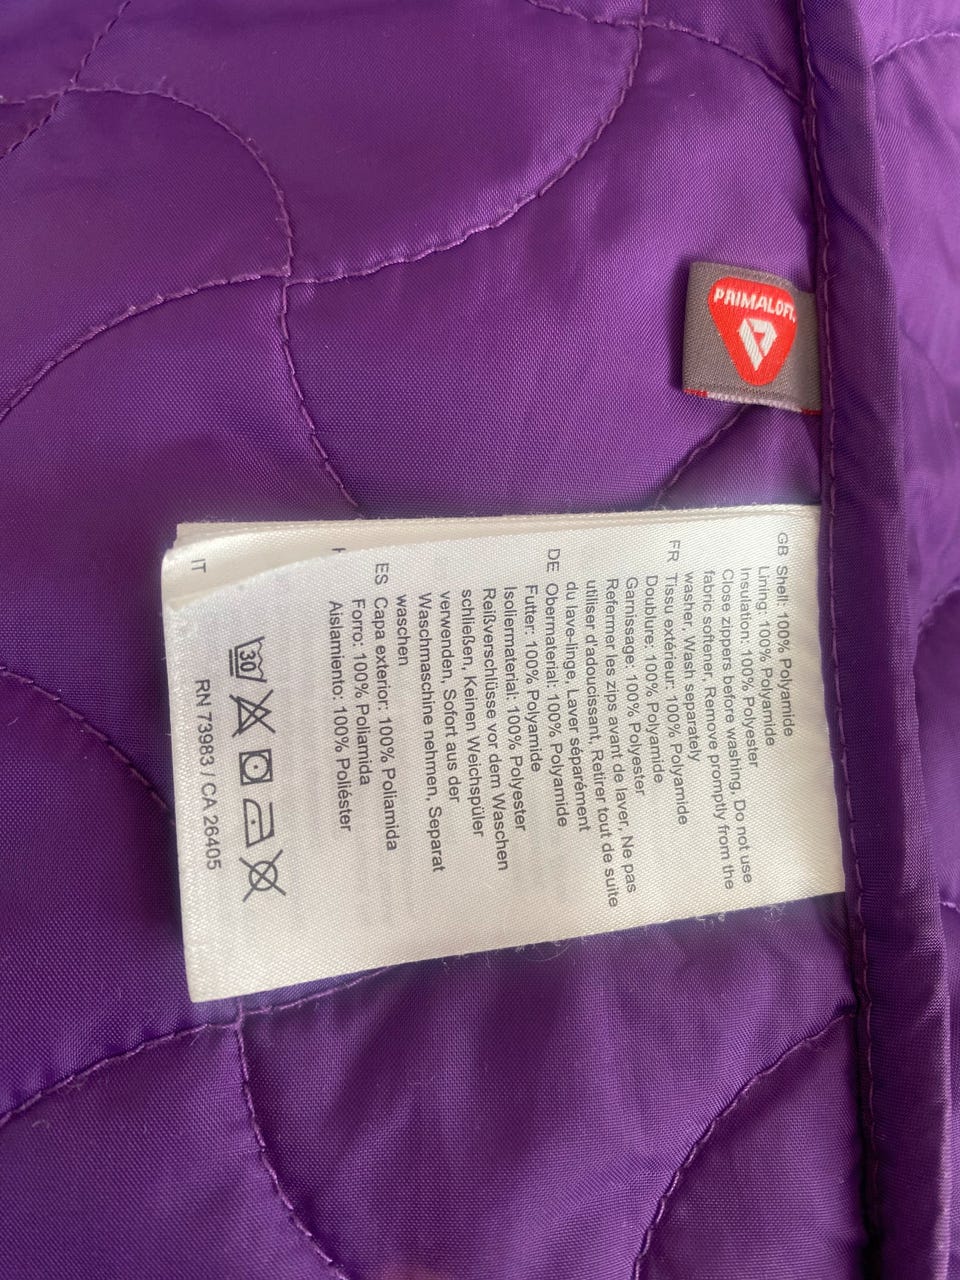 PRIMALOFT
GB Shell: 100% Polyamide
Lining: 100% Polyamide
Insulation: 100% Polyester
Close zippers before washing, Do not use
fabric softener, Remove promptly from the
washer, Wash separately
FR Tissu extérieur: 100% Polyamide
Doublure: 100% Polyamide
Garnissage: 100% Polyester
Refermer les zips avant de laver, Ne pas
utiliser d'adoucissant, Retirer tout de suite
du lave-linge, Laver séparément
DE Obermaterial: 100% Polyamide
Futter: 100% Polyamide
Isoliermaterial: 100% Polyester
Reißverschlüsse vor dem Waschen
schließen, Keinen Weichspüler
verwenden, Sofort aus der
Waschmaschine nehmen, Separat
waschen
ES Capa exterior: 100% Poliamida
Forro: 100% Poliamida
Aislamiento: 100% Poliéster
IT
30
RN 73983 / CA 26405